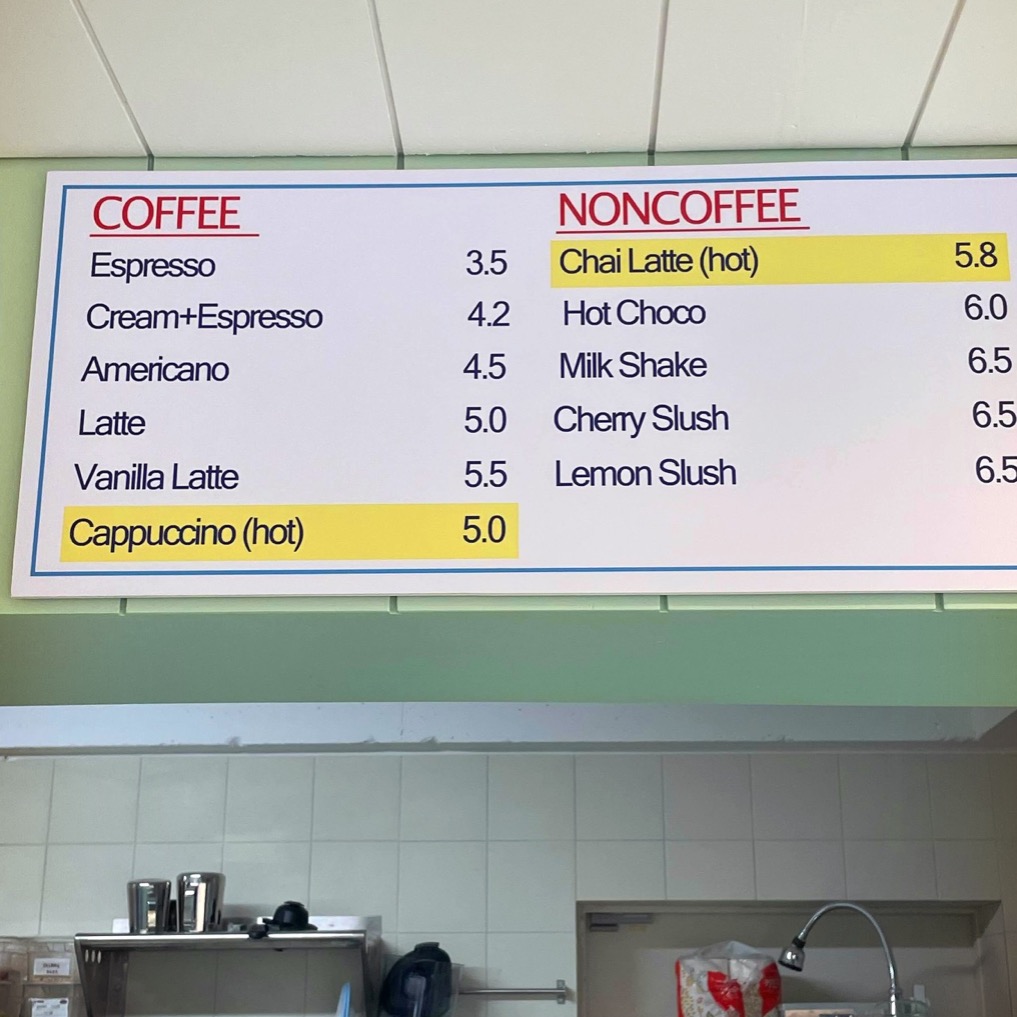 COFFEE
Espresso 3.5
Cream+Espresso 4.2
Americano 4.5
Latte 5.0
Vanilla Latte 5.5
Cappuccino (hot) 5.0
NONCOFFEE
Chai Latte (hot) 5.8
Hot Choco 6.0
Milk Shake 6.5
Cherry Slush 6.5
Lemon Slush 6.5